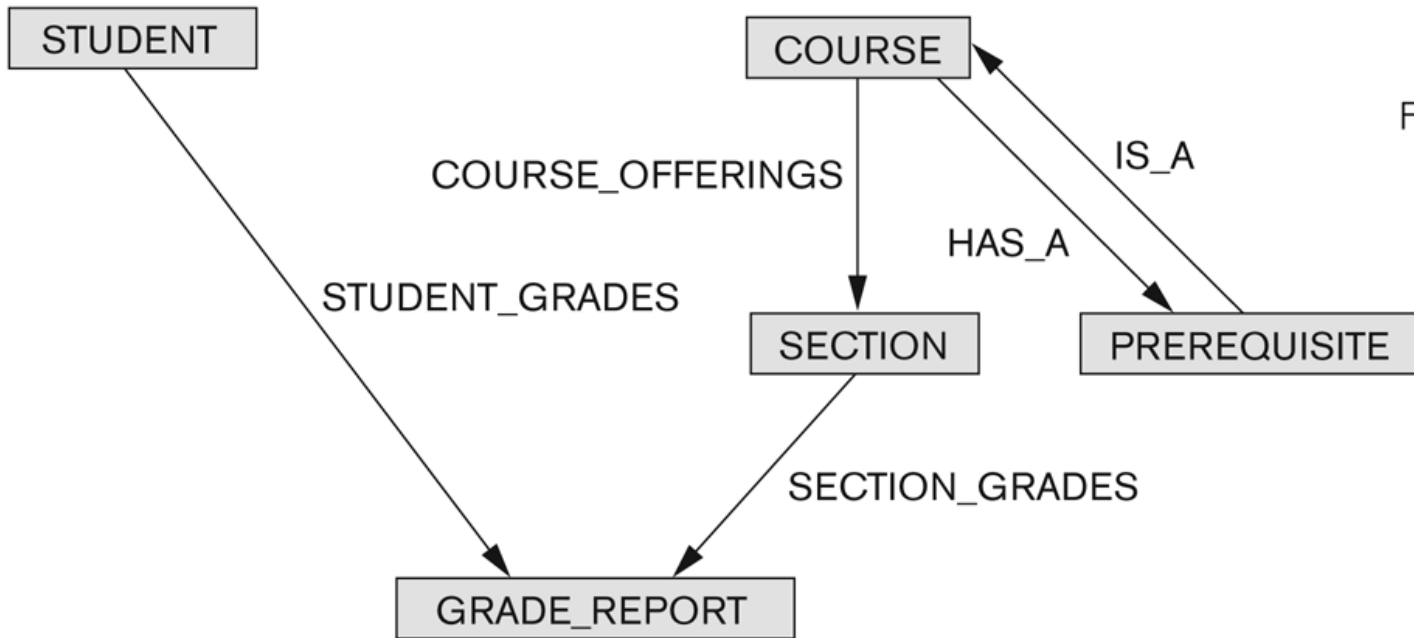 STUDENT
COURSE
F
IS_A
COURSE_OFFERINGS
HAS_A
STUDENT_GRADES
SECTION
PREREQUISITE
SECTION_GRADES
GRADE_REPORT